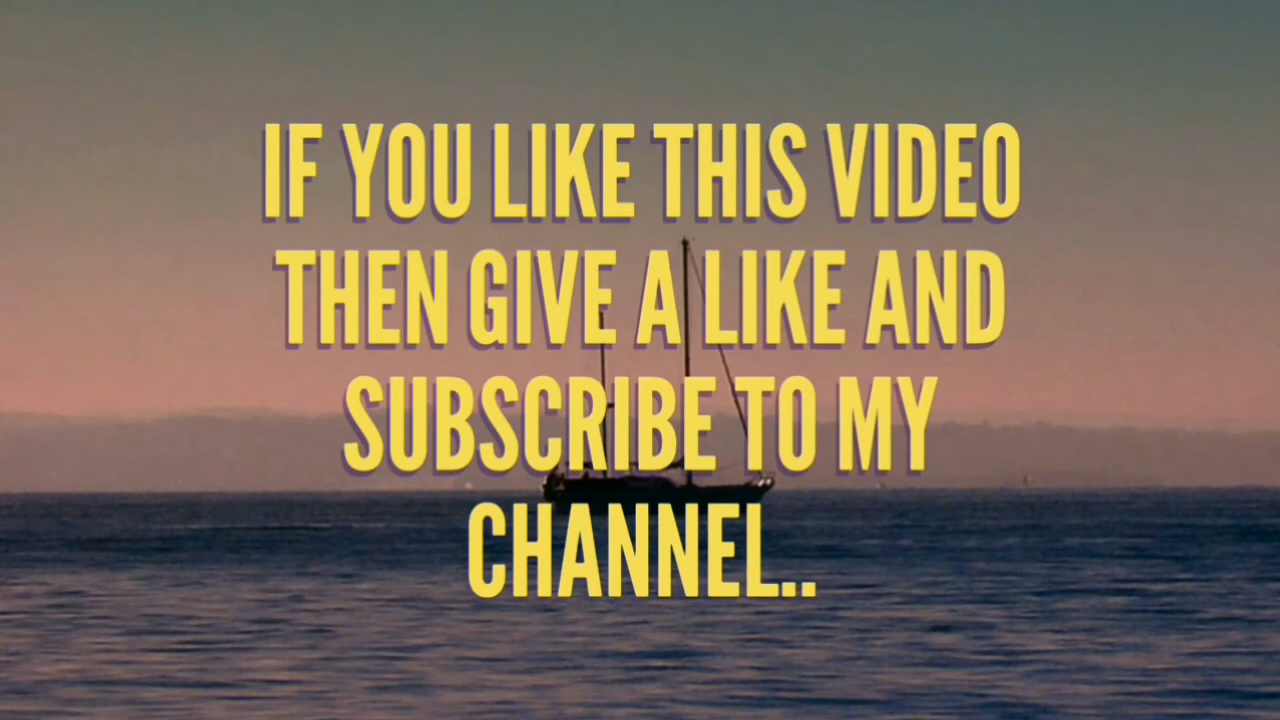 IF YOU LIKE THIS VIDEO
THEN GIVE A LIKE AND
SUBSCRIBE TO MY
CHANNEL..